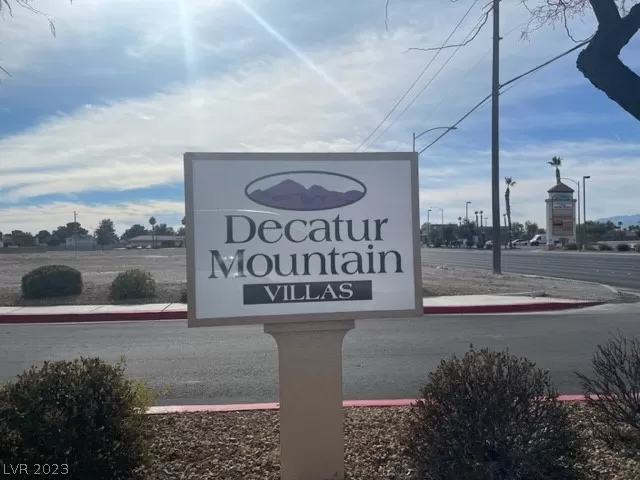 Decatur
Mountain
VILLAS
LVR 2023